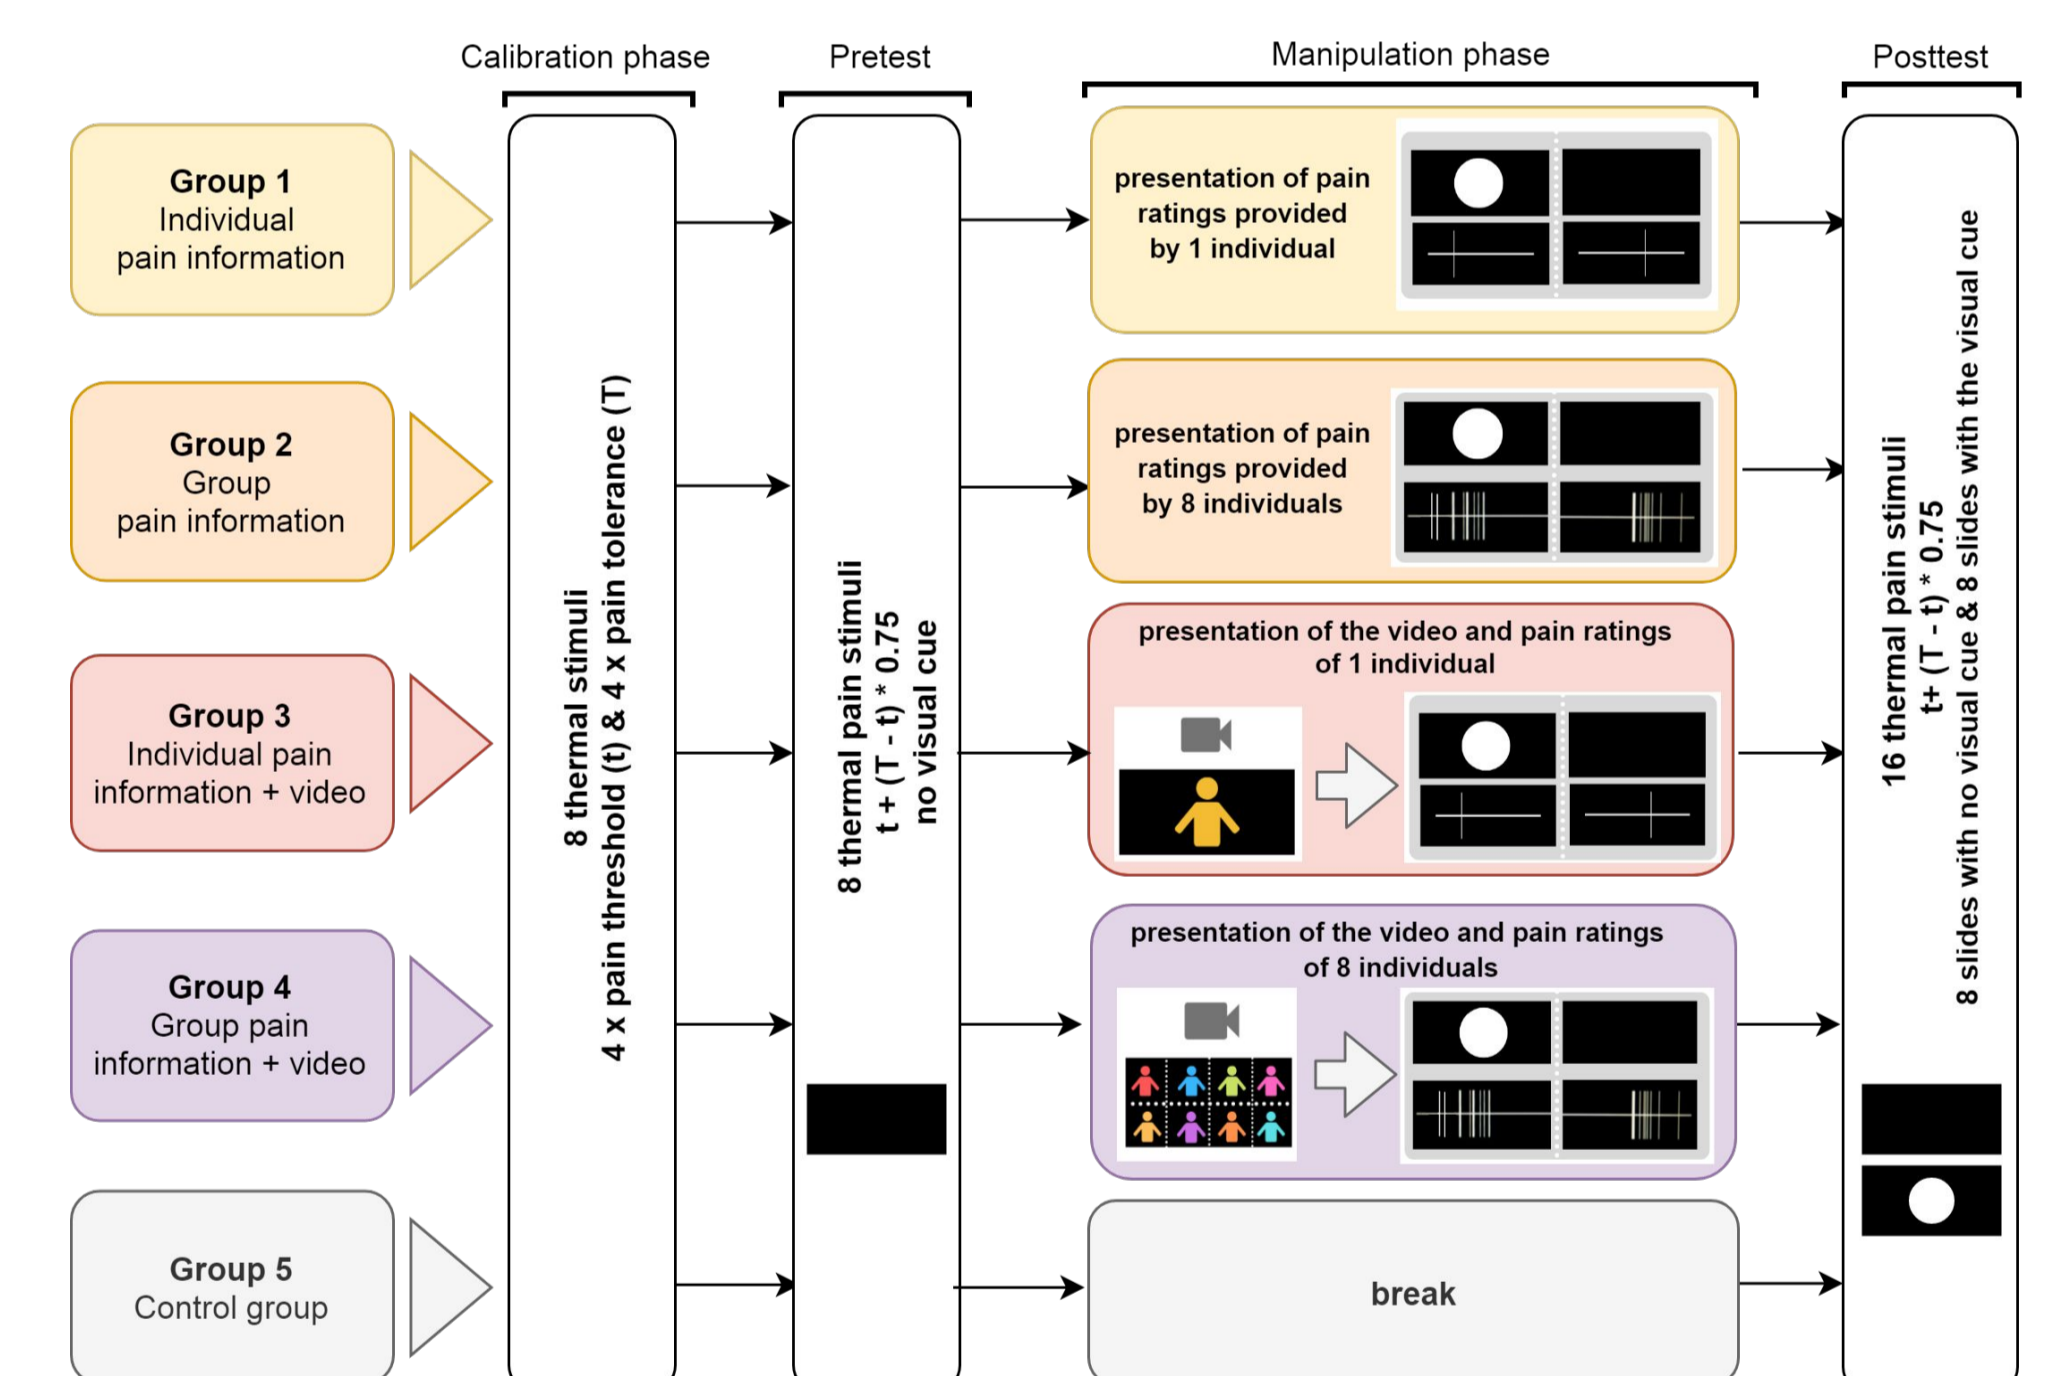 Calibration phase
Pretest
Manipulation phase
Posttest
Group 1
Individual
pain information
Group 2
Group
pain information
Group 3
Individual pain
information + video
Group 4
Group pain
information + video
Group 5
Control group
8 thermal stimuli
4 x pain threshold (t) & 4 x pain tolerance (T)
8 thermal pain stimuli
t + (T - t) * 0.75
no visual cue
presentation of pain
ratings provided
by 1 individual
presentation of pain
ratings provided
by 8 individuals
presentation of the video and pain ratings
of 1 individual
presentation of the video and pain ratings
of 8 individuals
break
16 thermal pain stimuli
t+ (T - t) * 0.75
8 slides with no visual cue & 8 slides with the visual cue